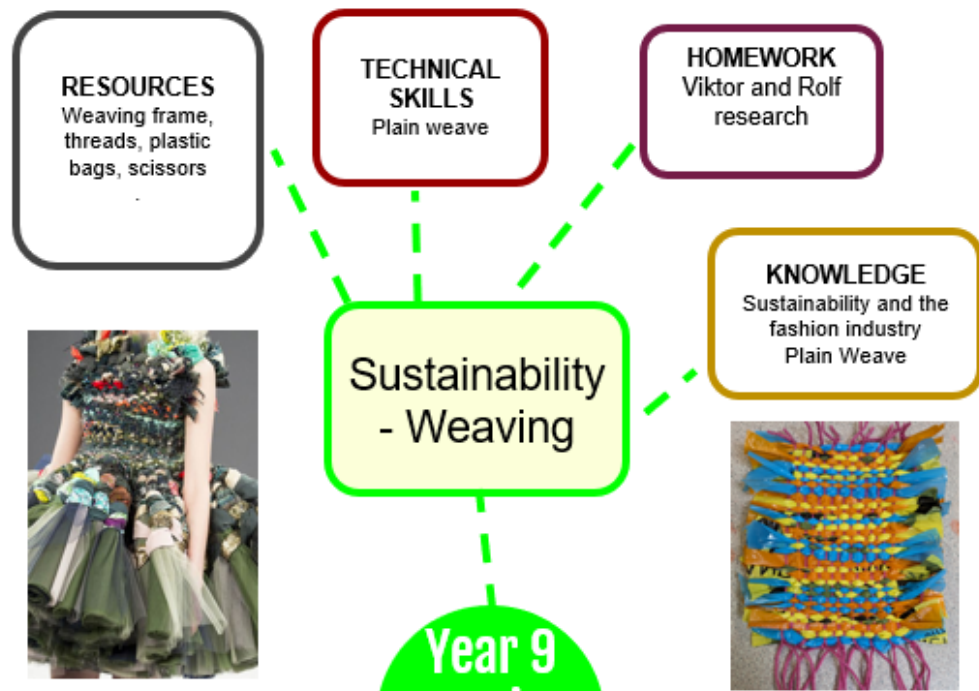 RESOURCES
Weaving frame,
threads, plastic
bags, scissors
.
TECHNICAL
SKILLS
Plain weave
HOMEWORK
Viktor and Rolf
research
KNOWLEDGE
Sustainability and the
fashion industry
Plain Weave
Sustainability
- Weaving
Year 9